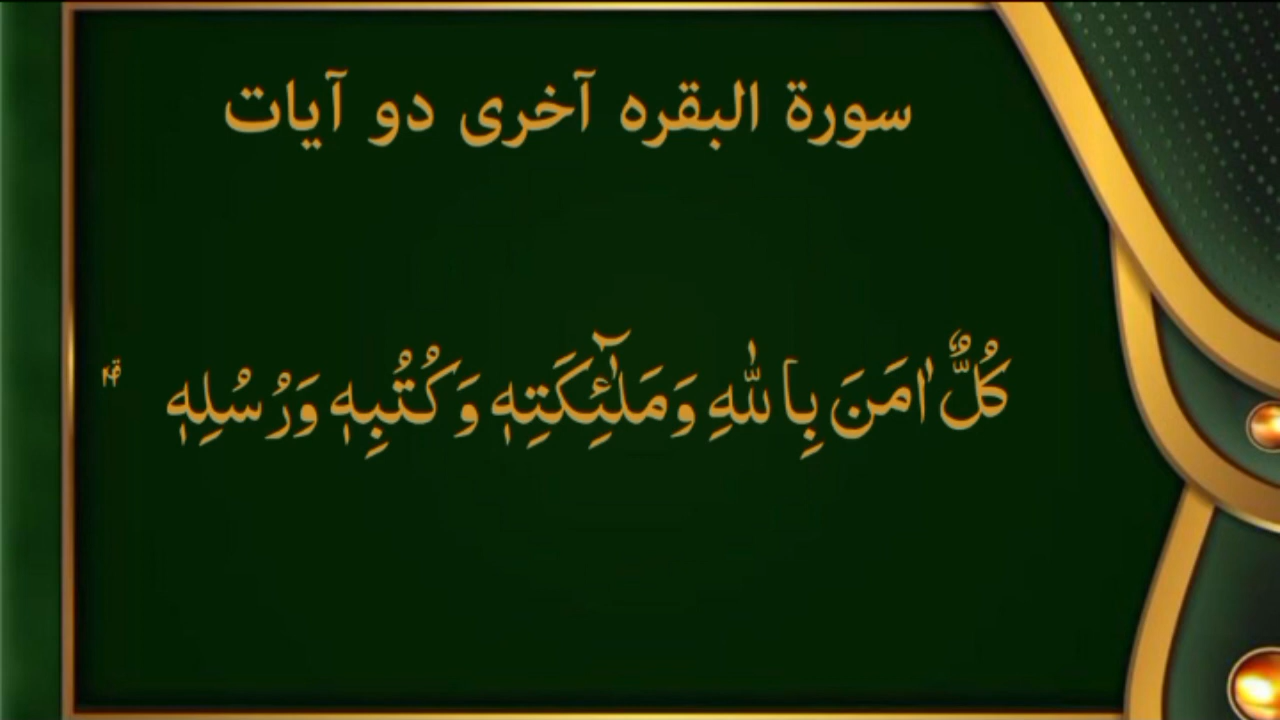 سورۃ البقرہ آخری دو آیات
كُلٌّ اٰمَنَ بِاللّٰهِ وَمَلٰٓئِكَتِهٖ وَكُتُبِهٖ وَرُسُلِهٖ